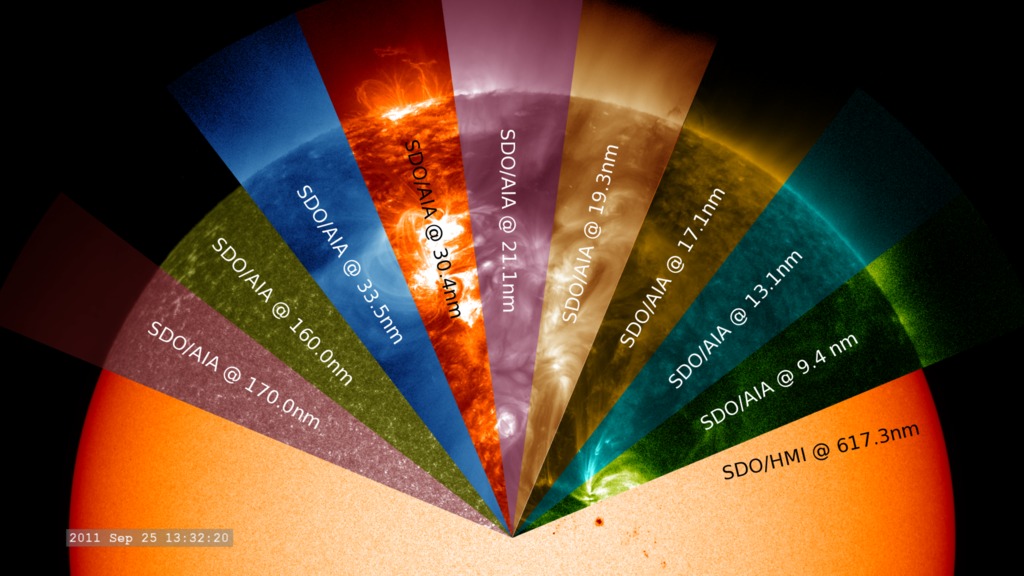 SDO/AIA @ 170.0nm
SDO/AIA @ 160.0nm
SDO/AIA @ 33.5nm
SDO/AIA @ 30.4nm
SDO/AIA @ 21.1nm
SDO/AIA @ 19.3nm
SDO/AIA @ 17.1nm
SDO/AIA @ 13.1nm
SDO/AIA @ 9.4 nm
SDO/HMI @ 617.3nm
2011 Sep 25 13:32:20